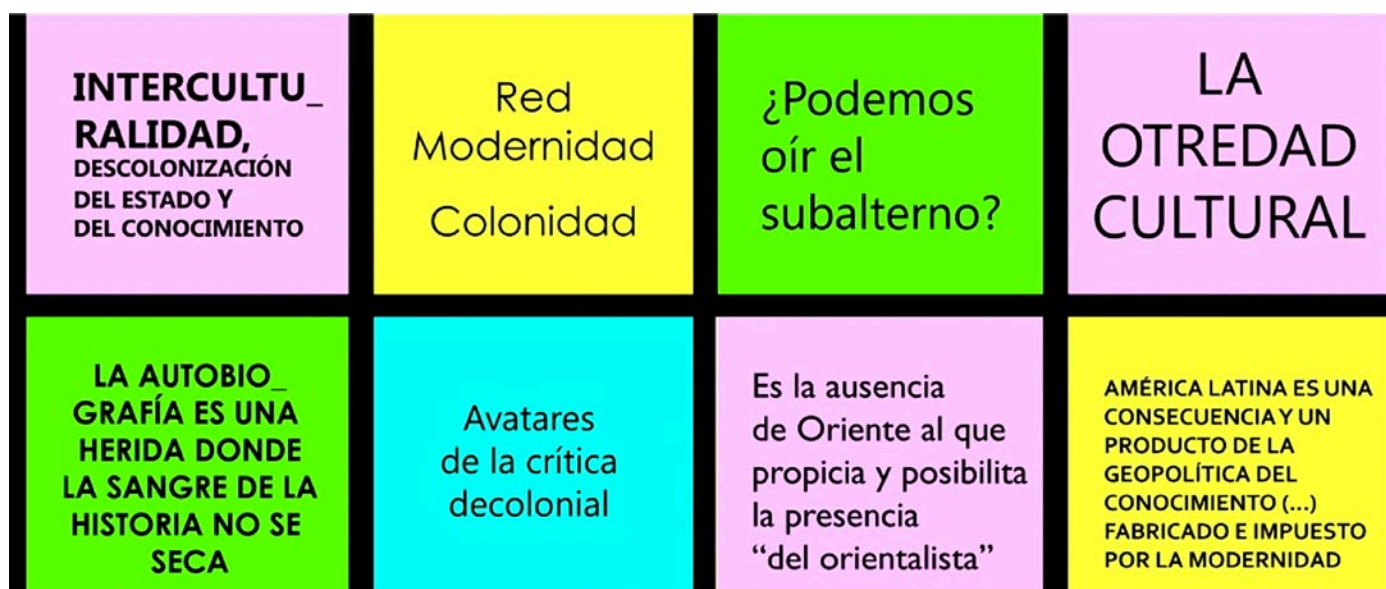 INTERCULTU_
RALIDAD,
DESCOLONIZACIÓN
DEL ESTADO Y
DEL CONOCIMIENTO
Red
Modernidad
Colonidad
¿Podemos
oír el
subalterno?
LA
OTREDAD
CULTURAL
LA AUTOBIO_
GRAFÍA ES UNA
HERIDA DONDE
LA SANGRE DE LA
HISTORIA NO SE
SECA
Avatares
de la crítica
decolonial
Es la ausencia
de Oriente al que
propicia y posibilita
la presencia
“del orientalista”
AMÉRICA LATINA ES UNA
CONSECUENCIA Y UN
PRODUCTO DE LA
GEOPOLÍTICA DEL
CONOCIMIENTO (...)
FABRICADO E IMPUESTO
POR LA MODERNIDAD